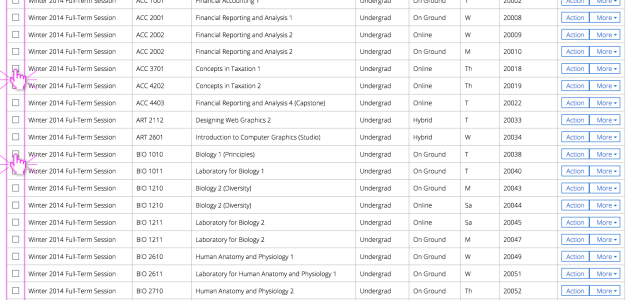 Winter 2014 Full-Term Session ACC 1001 Financial Accounting 1 Undergrad On Ground T 20002 Action More
Winter 2014 Full-Term Session ACC 2001 Financial Reporting and Analysis 1 Undergrad On Ground W 20008 Action More
Winter 2014 Full-Term Session ACC 2002 Financial Reporting and Analysis 2 Undergrad Online W 20009 Action More
Winter 2014 Full-Term Session ACC 2002 Financial Reporting and Analysis 2 Undergrad On Ground M 20010 Action More
Winter 2014 Full-Term Session ACC 3701 Concepts in Taxation 1 Undergrad Online Th 20018 Action More
Winter 2014 Full-Term Session ACC 4202 Concepts in Taxation 2 Undergrad Online Th 20019 Action More
Winter 2014 Full-Term Session ACC 4403 Financial Reporting and Analysis 4 (Capstone) Undergrad Online T 20022 Action More
Winter 2014 Full-Term Session ART 2112 Designing Web Graphics 2 Undergrad Hybrid T 20033 Action More
Winter 2014 Full-Term Session ART 2601 Introduction to Computer Graphics (Studio) Undergrad Hybrid W 20034 Action More
Winter 2014 Full-Term Session BIO 1010 Biology 1 (Principles) Undergrad On Ground T 20038 Action More
Winter 2014 Full-Term Session BIO 1011 Laboratory for Biology 1 Undergrad On Ground T 20040 Action More
Winter 2014 Full-Term Session BIO 1210 Biology 2 (Diversity) Undergrad On Ground M 20043 Action More
Winter 2014 Full-Term Session BIO 1210 Biology 2 (Diversity) Undergrad Online Sa 20044 Action More
Winter 2014 Full-Term Session BIO 1211 Laboratory for Biology 2 Undergrad Online Sa 20045 Action More
Winter 2014 Full-Term Session BIO 1211 Laboratory for Biology 2 Undergrad On Ground M 20047 Action More
Winter 2014 Full-Term Session BIO 2610 Human Anatomy and Physiology 1 Undergrad On Ground W 20049 Action More
Winter 2014 Full-Term Session BIO 2611 Laboratory for Human Anatomy and Physiology 1 Undergrad On Ground W 20051 Action More
Winter 2014 Full-Term Session BIO 2710 Human Anatomy and Physiology 2 Undergrad On Ground Th 20052 Action More